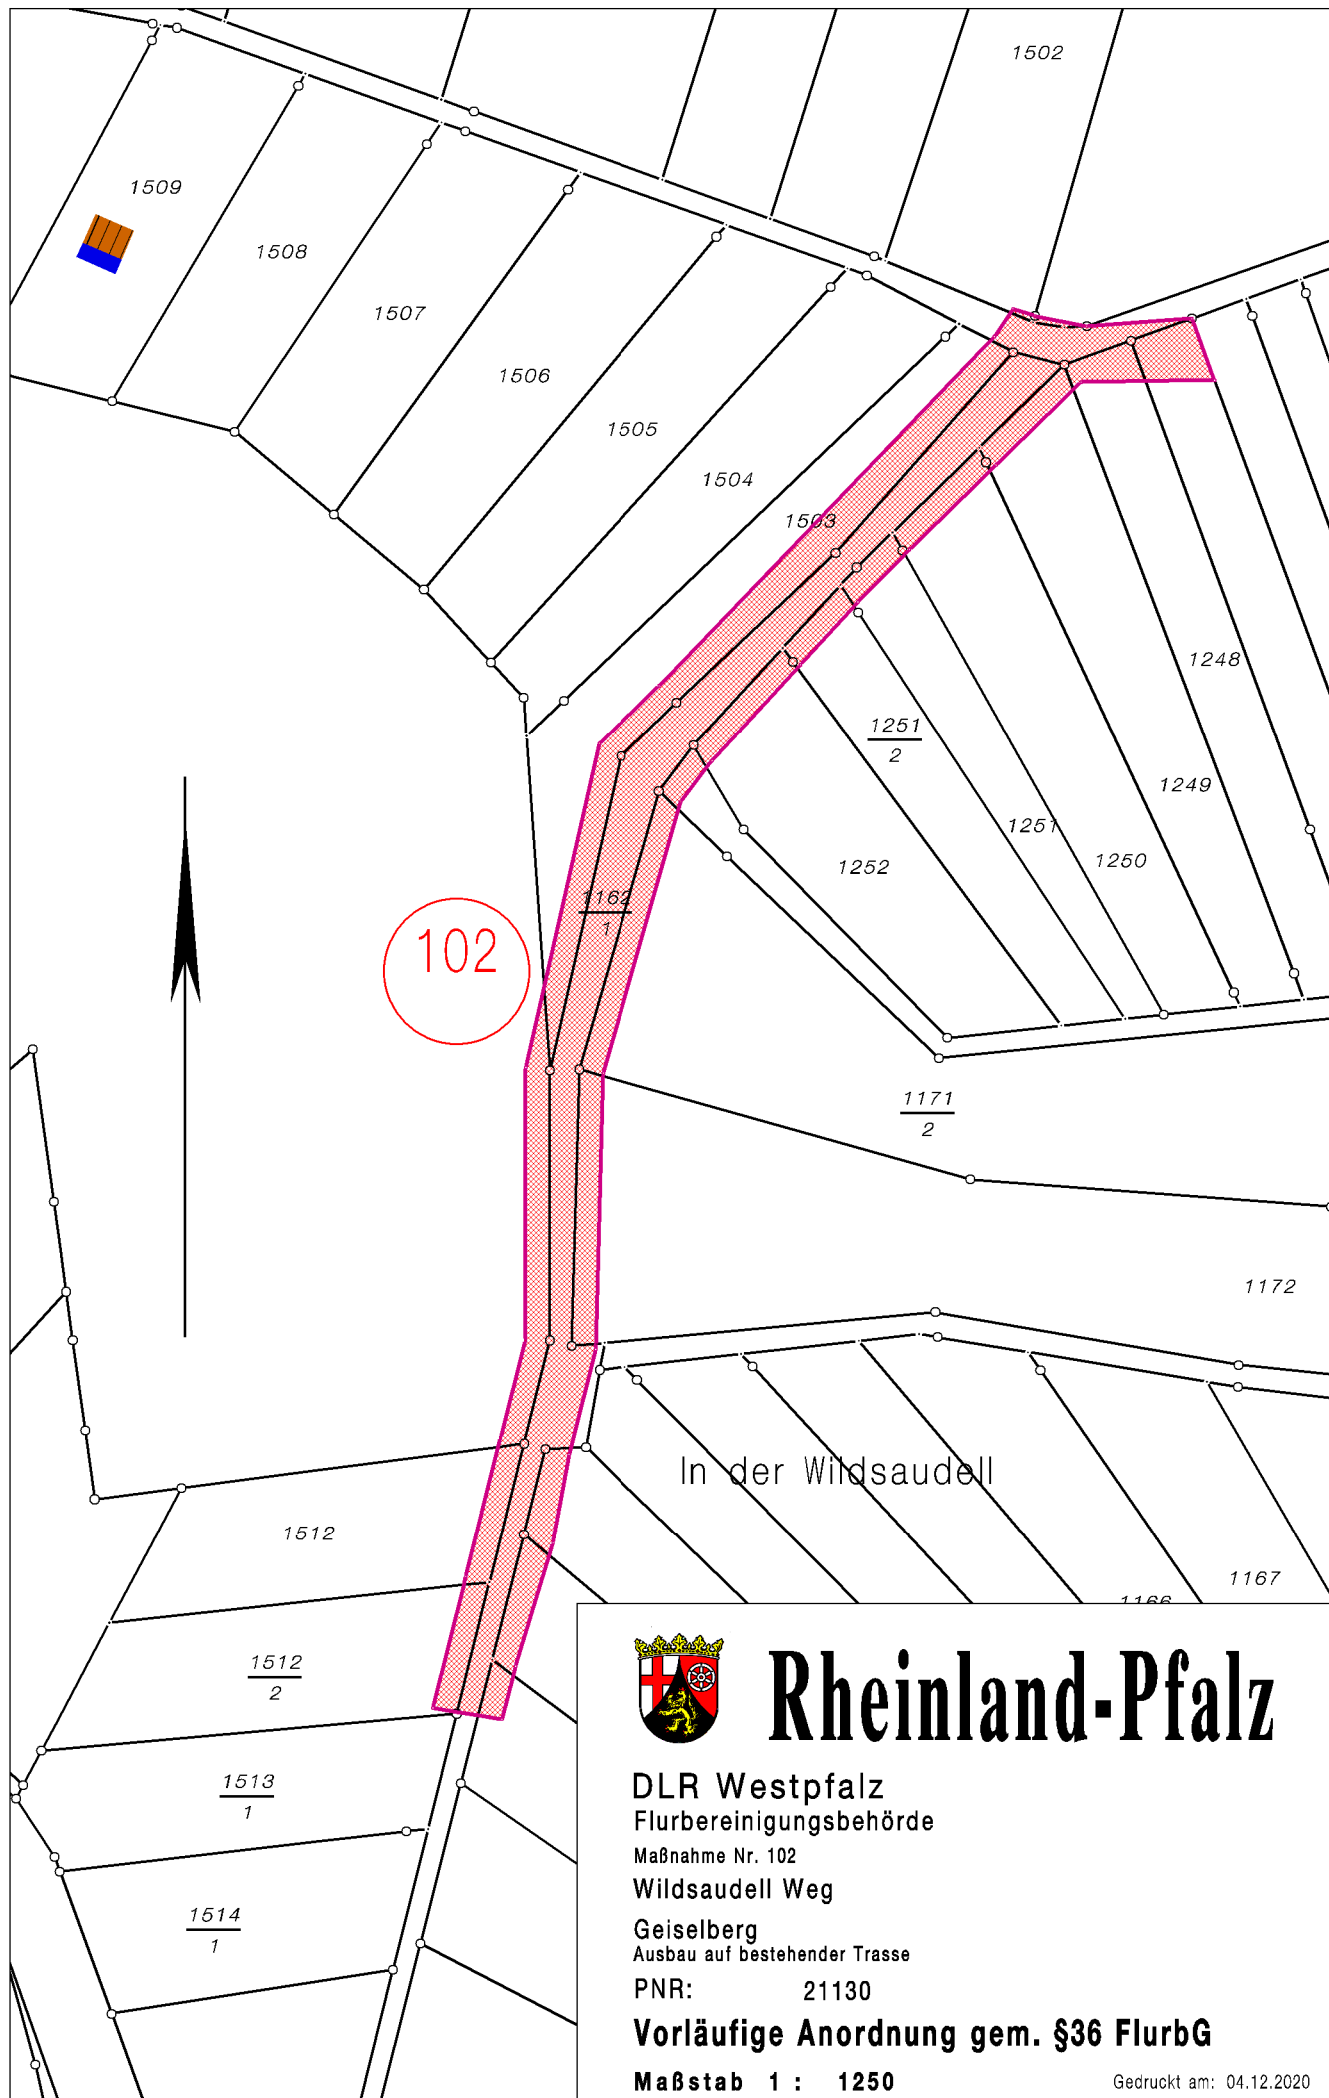 1502
1509
1508
1507
1506
1505
1504
1503
1248
1251
2
1249
1251
1250
1252
1162
1
102
1171
2
1172
In der Wildsaudell
1512
1167
1166
1512
2
1513
1
1514
1
Rheinland-Pfalz
DLR Westpfalz
Flurbereinigungsbehörde
Maßnahme Nr. 102
Wildsaudell Weg
Geiselberg
Ausbau auf bestehender Trasse
PNR: 21130
Vorläufige Anordnung gem. §36 FlurbG
Maßstab 1 : 1250
Gedruckt am: 04.12.2020